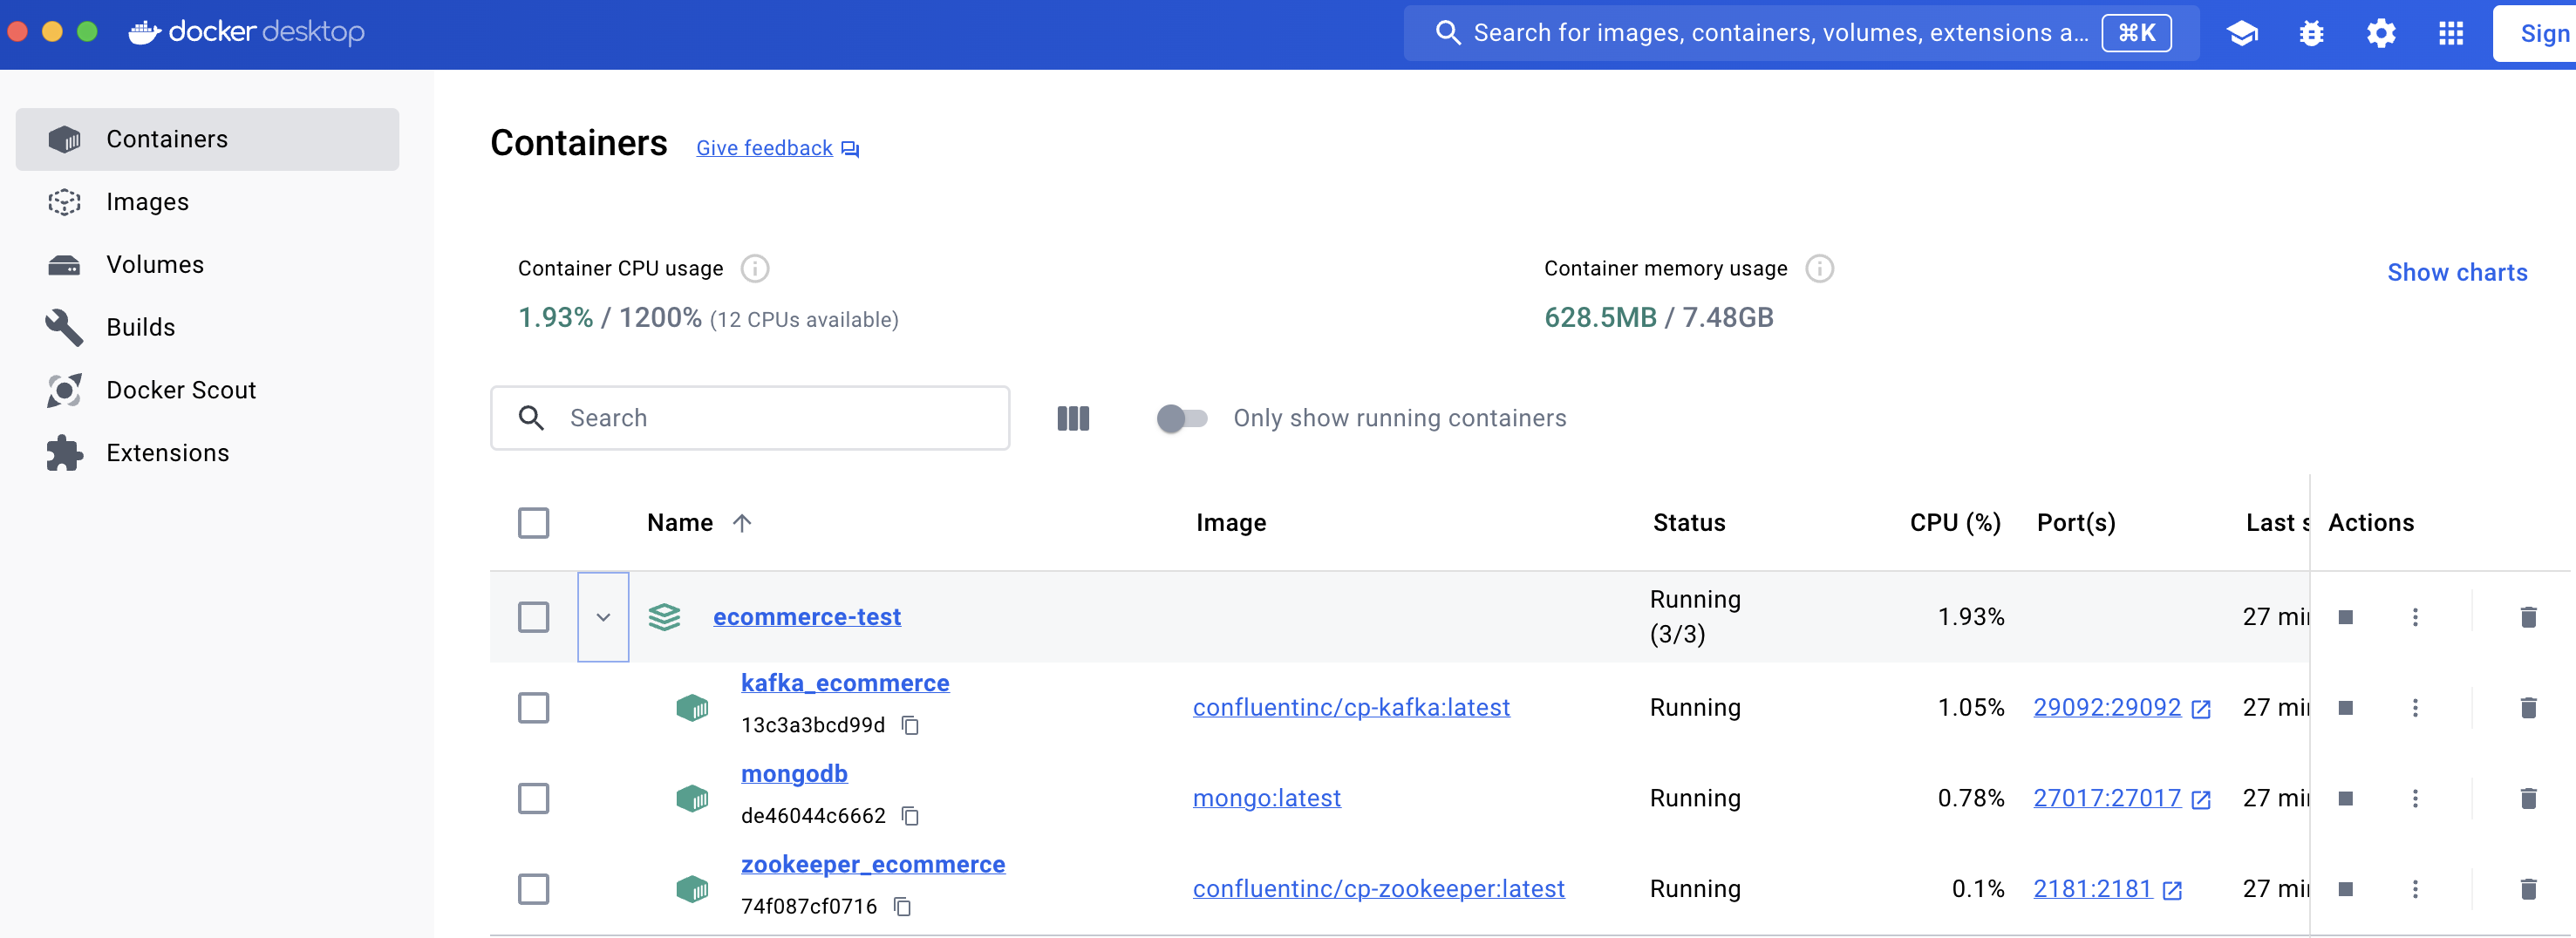 docker desktop
Search for images, containers, volumes, extensions a... ⌘K
Sign
Containers
Images
Volumes
Builds
Docker Scout
Extensions
Containers Give feedback
Container CPU usage
1.93% / 1200% (12 CPUs available)
Container memory usage
628.5MB / 7.48GB
Show charts
Search
Only show running containers
Name Image Status CPU (%) Port(s) Last s Actions
ecommerce-test Running (3/3) 1.93% 27 min
kafka_ecommerce
13c3a3bcd99d
confluentinc/cp-kafka:latest Running 1.05% 29092:29092 27 min
mongodb
de46044c6662
mongo:latest Running 0.78% 27017:27017 27 min
zookeeper_ecommerce
74f087cf0716
confluentinc/cp-zookeeper:latest Running 0.1% 2181:2181 27 min